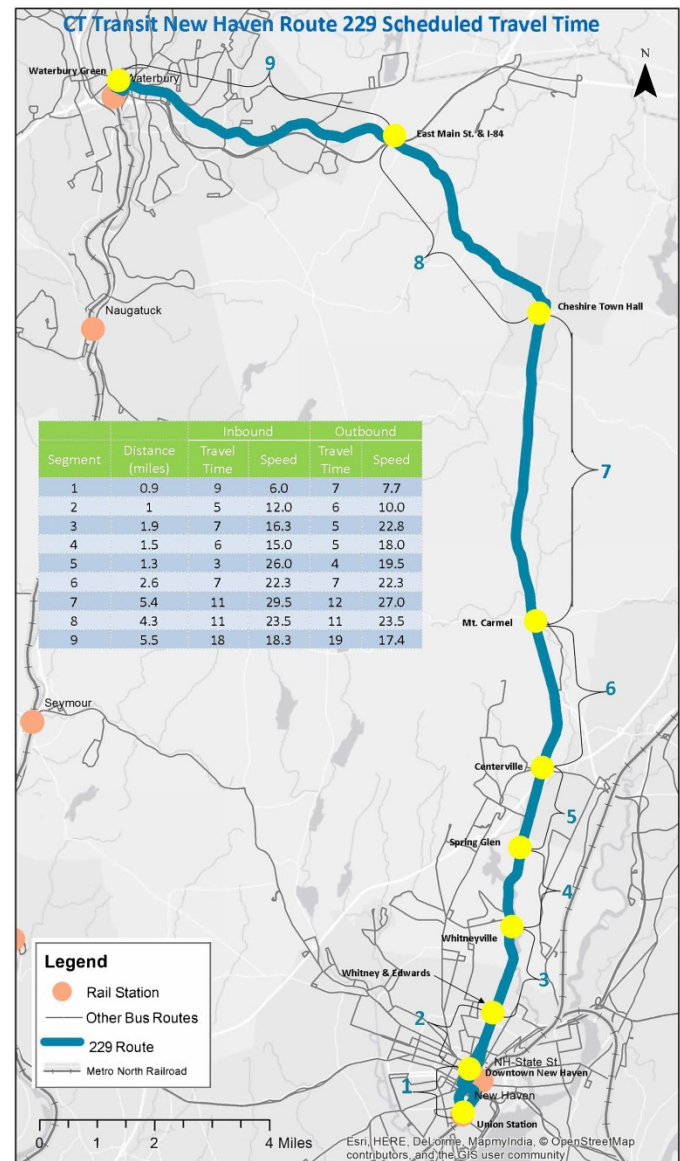 CT Transit New Haven Route 229 Scheduled Travel Time
N
9
Waterbury Green
Waterbury
East Main St. & I-84
8
Cheshire Town Hall
Naugatuck
7
Inbound Outbound
Segment Distance (miles) Travel Time Speed Travel Time Speed
1 0.9 9 6.0 7 7.7
2 1 5 12.0 6 10.0
3 1.9 7 16.3 5 22.8
4 1.5 6 15.0 5 18.0
5 1.3 3 26.0 4 19.5
6 2.6 7 22.3 7 22.3
7 5.4 11 29.5 12 27.0
8 4.3 11 23.5 11 23.5
9 5.5 18 18.3 19 17.4
Mt. Carmel
6
Seymour
Centerville
5
Spring Glen
4
Whitneyville
3
Whitney & Edwards
2
NH-State St.
Downtown New Haven
1
New Haven
Union Station
Legend
Rail Station
Other Bus Routes
229 Route
Metro North Railroad
0 1 2 4 Miles
Esri, HERE, DeLorme, MapmyIndia, © OpenStreetMap
contributors, and the GIS user community